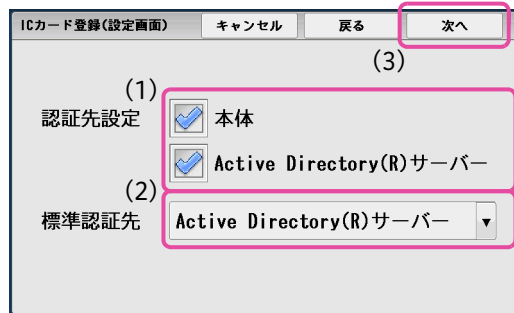 ICカード登録(設定画面) キャンセル 戻る 次へ
(3)
(1)
認証先設定 本体
Active Directory(R)サーバー
(2)
標準認証先 Active Directory(R)サーバー ▼